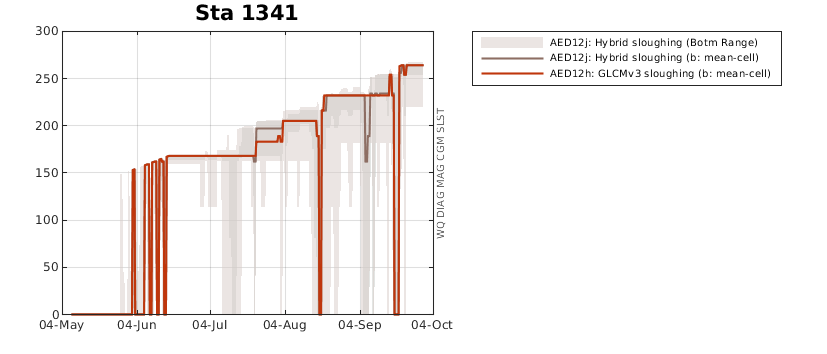 Sta 1341
300
250
200
150
100
50
0
04-May
04-Jun
04-Jul
04-Aug
04-Sep
04-Oct
WQ DIAG MAG CGM SLST
AED12j: Hybrid sloughing (Botm Range)
AED12j: Hybrid sloughing (b: mean-cell)
AED12h: GLCMv3 sloughing (b: mean-cell)